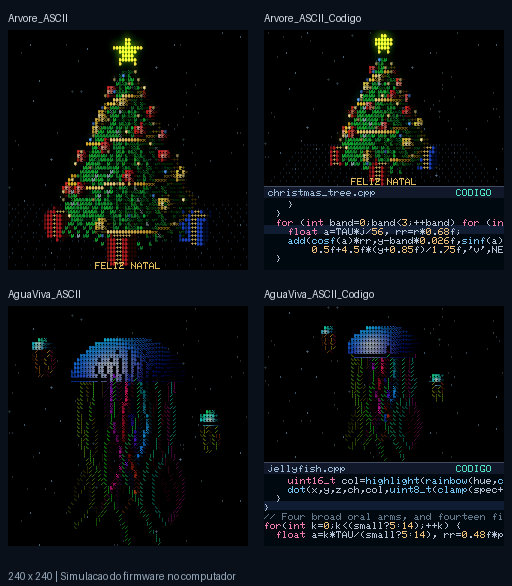 Arvore_ASCII
Arvore_ASCII_Codigo
FELIZ NATAL
FELIZ NATAL
christmas_tree.cpp CODIGO
}
}
for (int band=0;band<3;++band) for (in
float a=TAU*j/56, rr=r*0.68f;
add(cosf(a)*rr,y-band*0.026f,sinf(a)
0.5f+4.5f*(y+0.85f)/1.75f,'v',NE
}
AguaViva_ASCII
AguaViva_ASCII_Codigo
jellyfish.cpp CODIGO
uint16_t col=highlight(rainbow(hue,c
dot(x,y,z,ch,col,uint8_t(clamp(spec+
}
}
// Four broad oral arms, and fourteen fi
for(int k=0;k<(small?5:14);++k) {
float a=k*TAU/(small?5:14), rr=0.48f*p
240 x 240 | Simulacao do firmware no computador